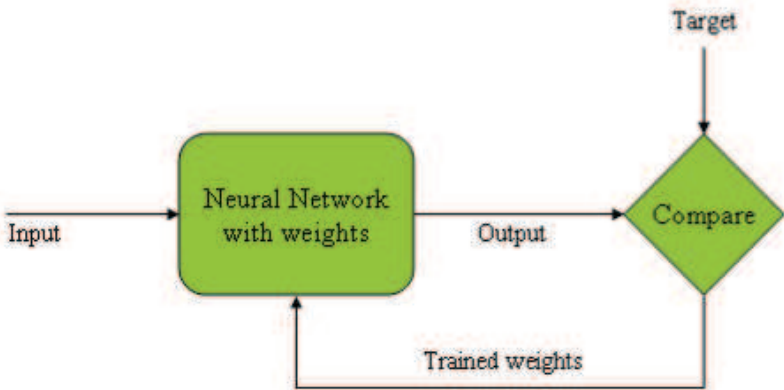 Target
Neural Network
with weights
Compare
Input
Output
Trained weights